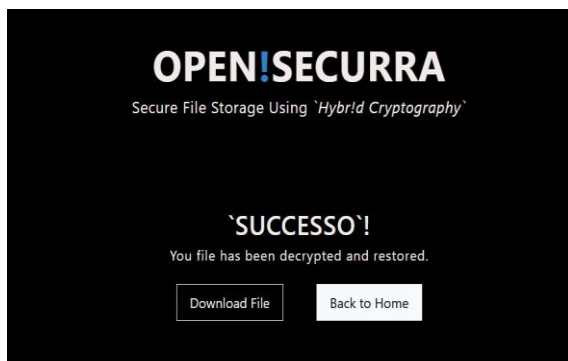 OPEN!SECURRA
Secure File Storage Using `Hybr!d Cryptography`
`SUCCESSO`!
You file has been decrypted and restored.
Download File
Back to Home